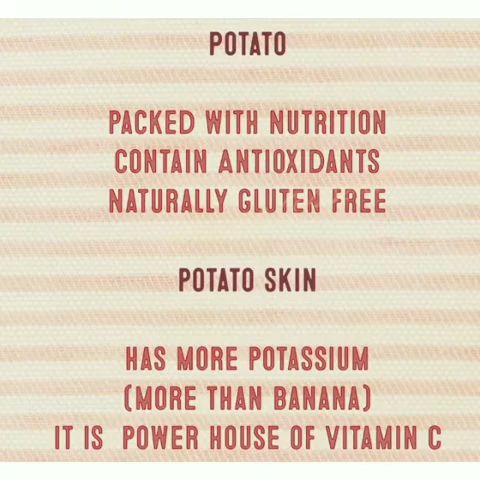 POTATO
PACKED WITH NUTRITION
CONTAIN ANTIOXIDANTS
NATURALLY GLUTEN FREE
POTATO SKIN
HAS MORE POTASSIUM
(MORE THAN BANANA)
IT IS POWER HOUSE OF VITAMIN C